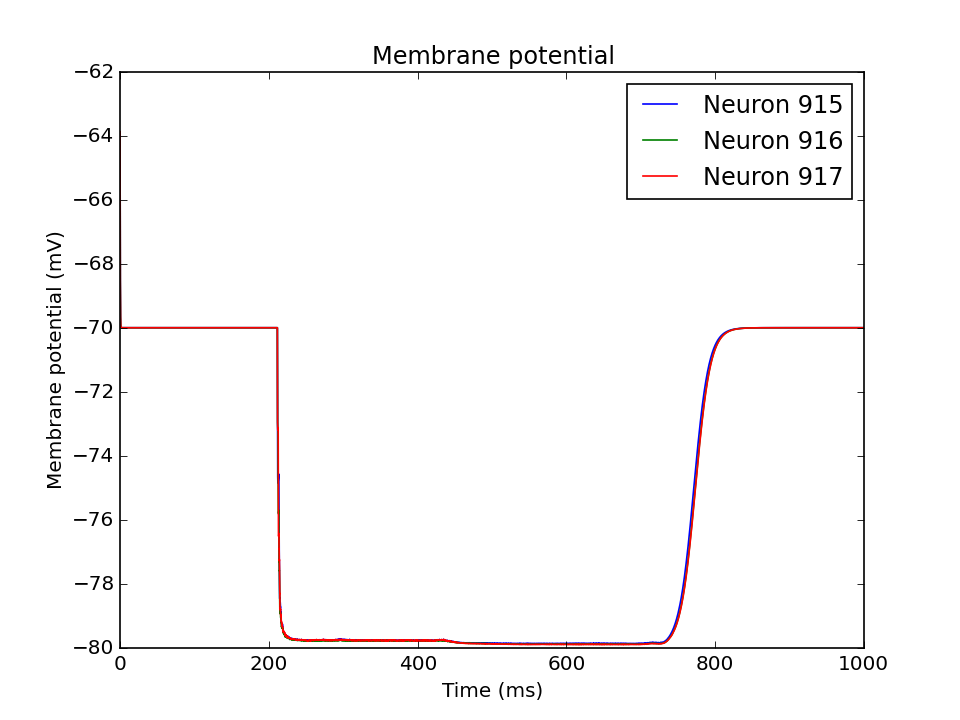 Membrane potential
−62
−64
−66
−68
−70
−72
−74
−76
−78
−80
Membrane potential (mV)
Neuron 915
Neuron 916
Neuron 917
0
200
400
600
800
1000
Time (ms)